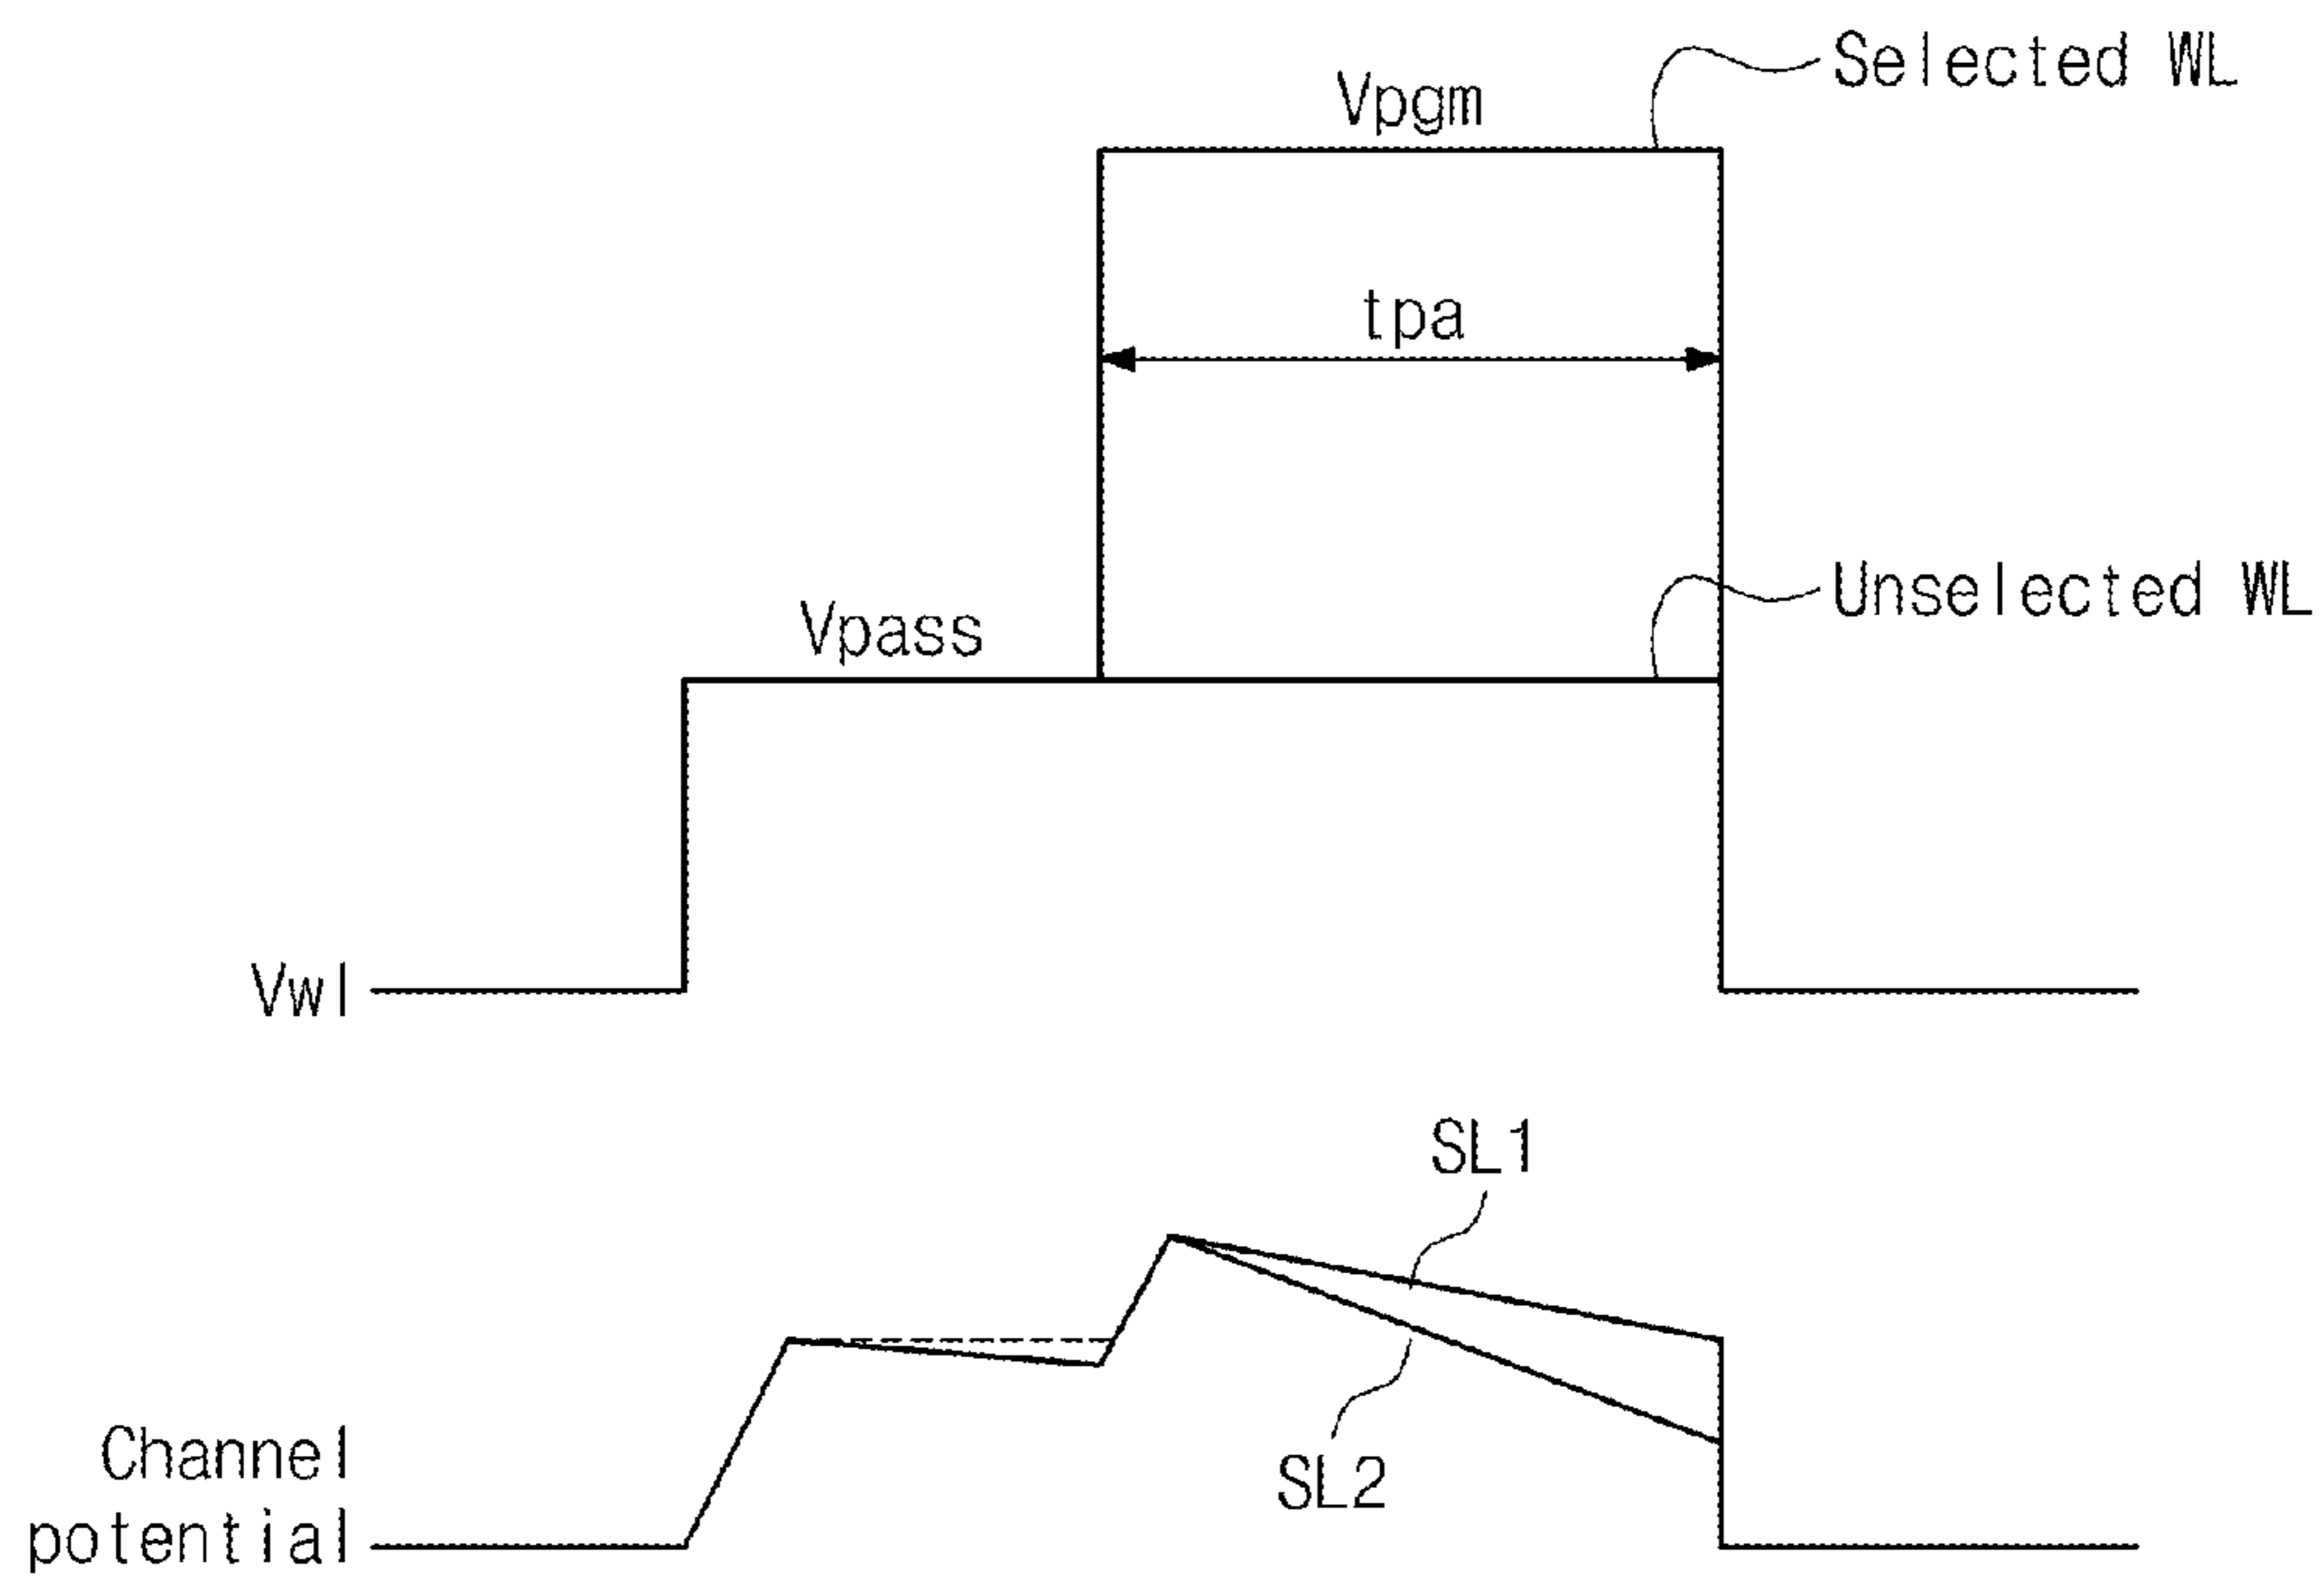 Selected WL
Vpgm
tpa
Unselected WL
Vpass
Vwl
SL1
Channel
potential
SL2